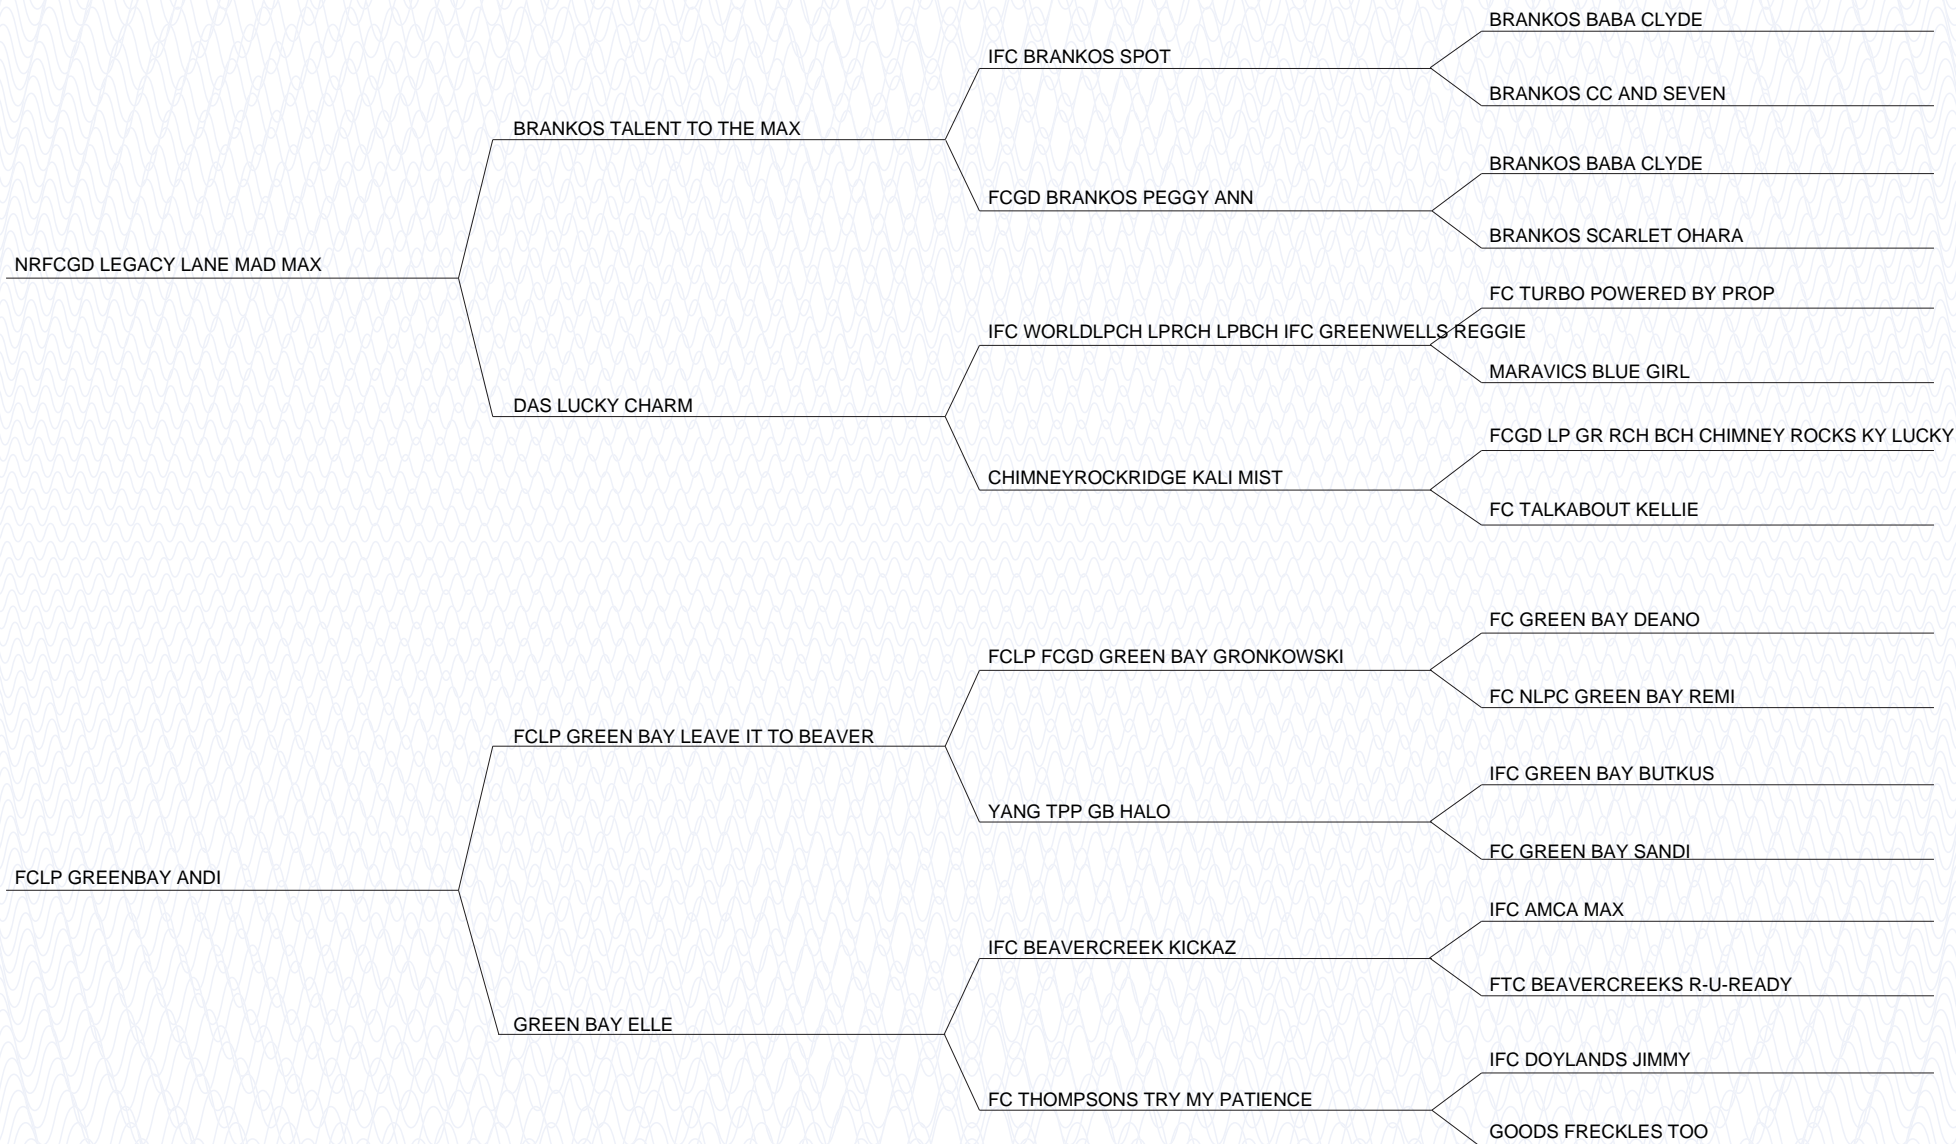 BRANKOS BABA CLYDE
IFC BRANKOS SPOT
BRANKOS CC AND SEVEN
BRANKOS TALENT TO THE MAX
BRANKOS BABA CLYDE
FCGD BRANKOS PEGGY ANN
BRANKOS SCARLET OHARA
NRFCGD LEGACY LANE MAD MAX
FC TURBO POWERED BY PROP
IFC WORLDLPCH LPRCH LPBCH IFC GREENWELLS REGGIE
MARAVICS BLUE GIRL
DAS LUCKY CHARM
FCGD LP GR RCH BCH CHIMNEY ROCKS KY LUCKY
CHIMNEYROCKRIDGE KALI MIST
FC TALKABOUT KELLIE
FC GREEN BAY DEANO
FCLP FCGD GREEN BAY GRONKOWSKI
FC NLPC GREEN BAY REMI
FCLP GREEN BAY LEAVE IT TO BEAVER
IFC GREEN BAY BUTKUS
YANG TPP GB HALO
FC GREEN BAY SANDI
FCLP GREENBAY ANDI
IFC AMCA MAX
IFC BEAVERCREEK KICKAZ
FTC BEAVERCREEKS R-U-READY
GREEN BAY ELLE
IFC DOYLANDS JIMMY
FC THOMPSONS TRY MY PATIENCE
GOODS FRECKLES TOO